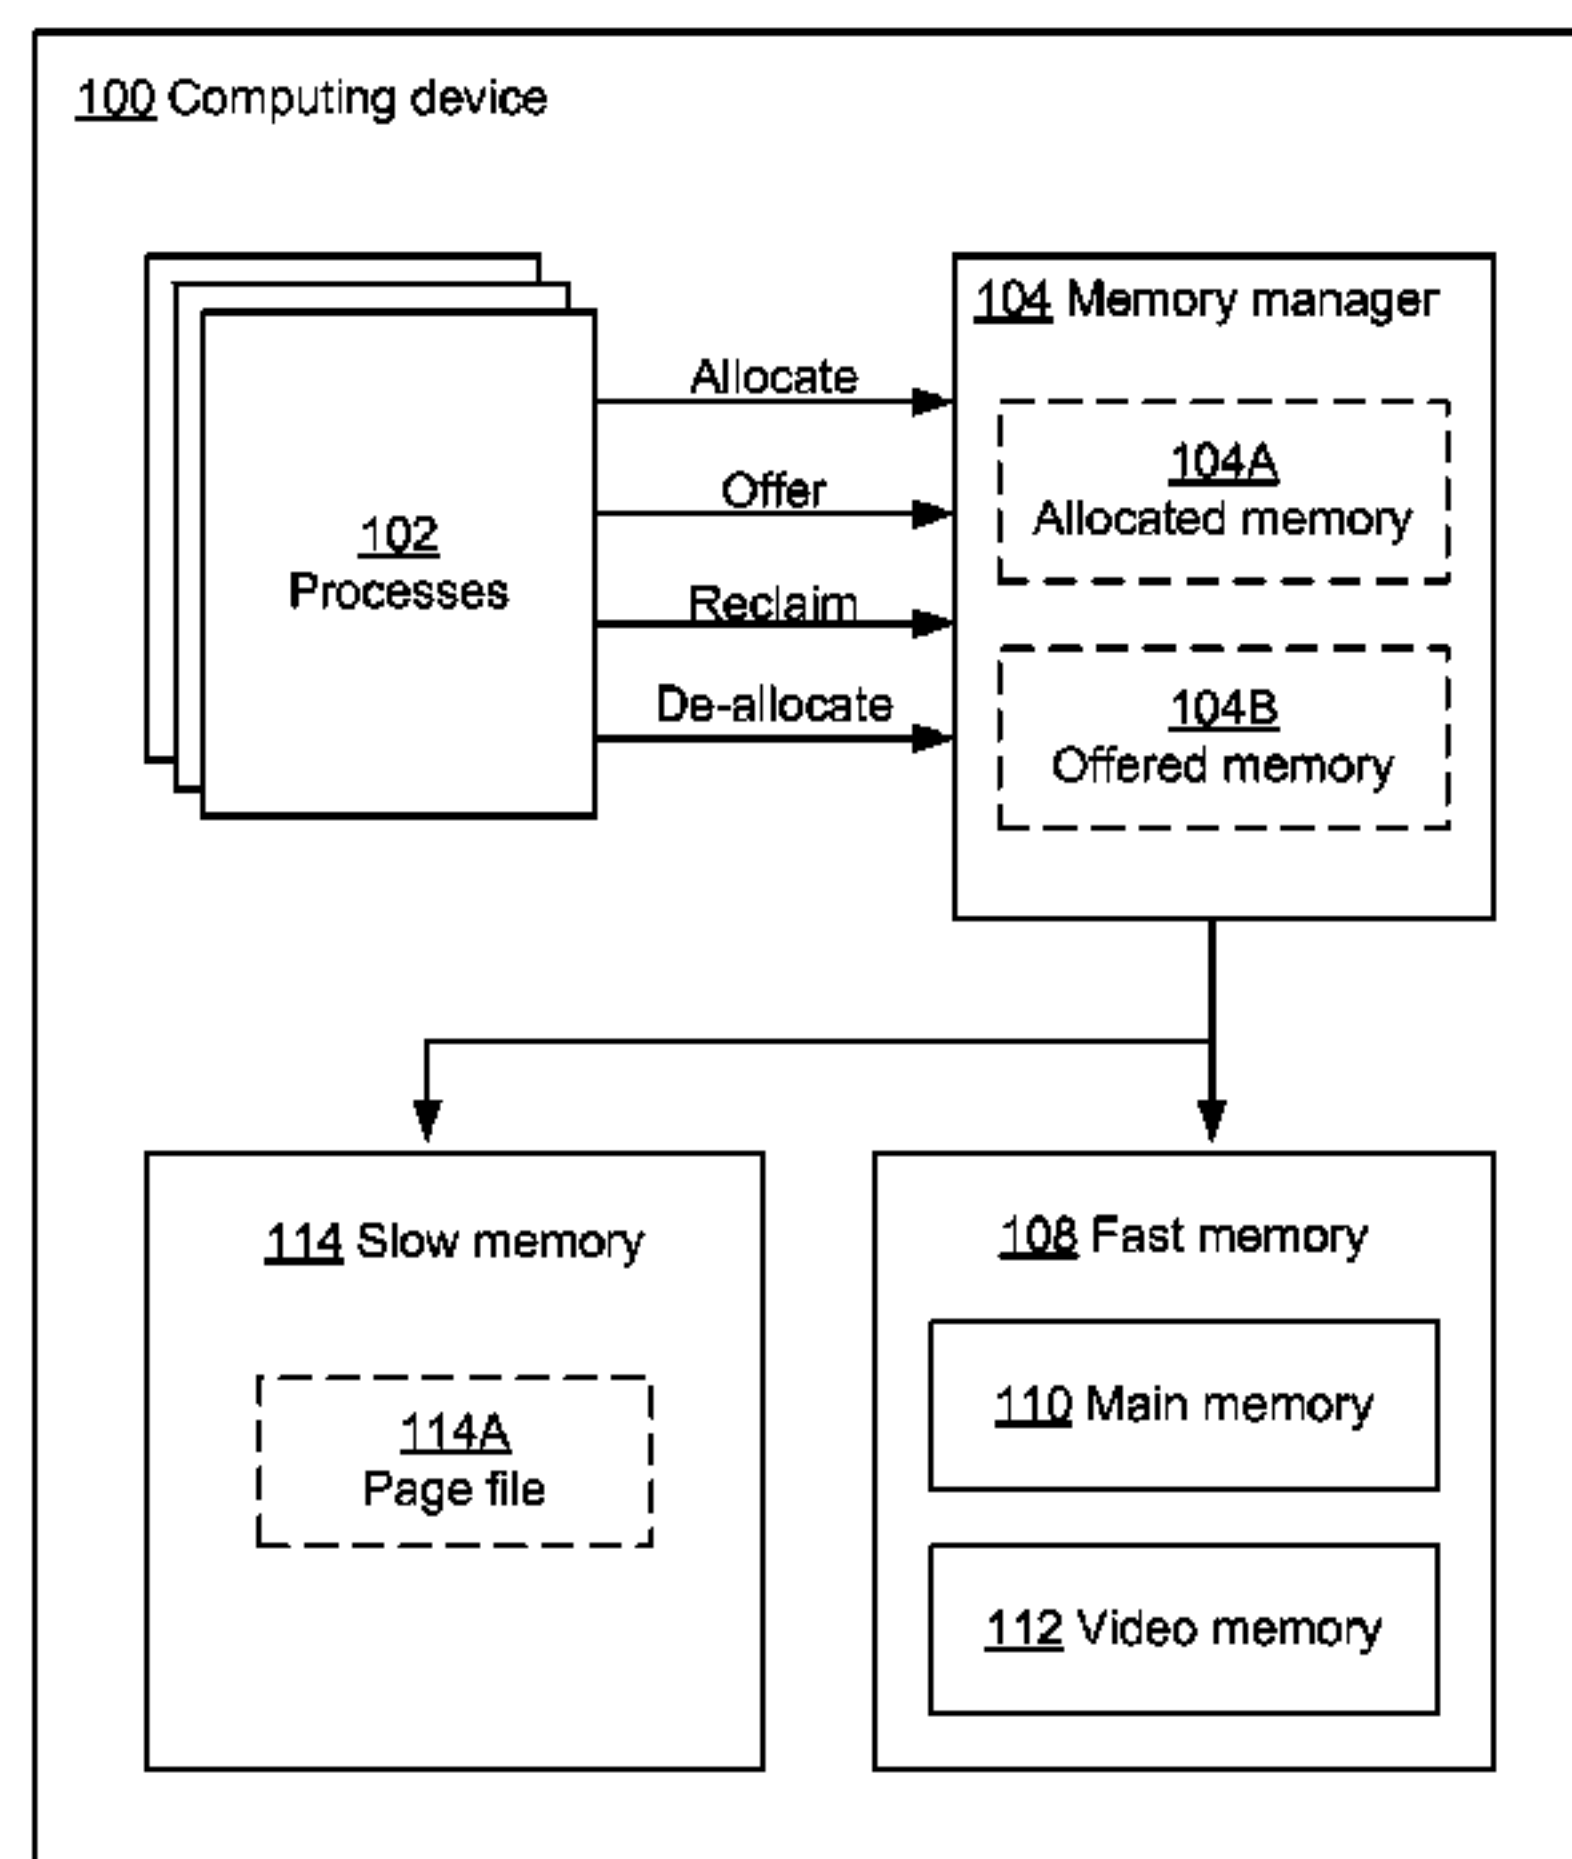 100 Computing device
104 Memory manager
Allocate
104A
Allocated memory
Offer
102
Processes
Reclaim
De-allocate
104B
Offered memory
114 Slow memory
108 Fast memory
114A
Page file
110 Main memory
112 Video memory